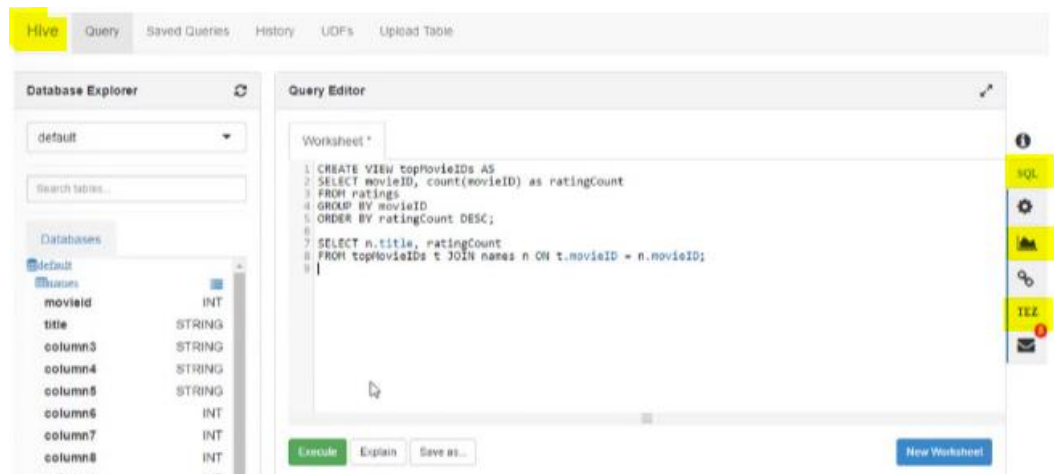 Hive Query Saved Queries History UDFs Upload Table
Database Explorer
default
Search tables...
Databases
default
names
movieid INT
title STRING
column3 STRING
column4 STRING
column5 STRING
column6 INT
column7 INT
column8 INT
Query Editor
Worksheet *
1 CREATE VIEW topMovieIDs AS
2 SELECT movieID, count(movieID) as ratingCount
3 FROM ratings
4 GROUP BY movieID
5 ORDER BY ratingCount DESC;
6
7 SELECT n.title, ratingCount
8 FROM topMovieIDs t JOIN names n ON t.movieID = n.movieID;
9
Execute Explain Save as... New Worksheet
SQL
TEZ